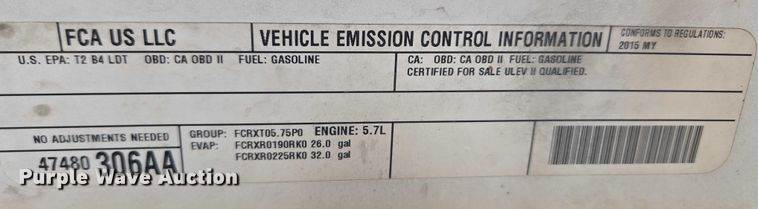 FCA US LLC
VEHICLE EMISSION CONTROL INFORMATION
CONFORMS TO REGULATIONS:
2015 MY
U.S. EPA: T2 B4 LDT OBD: CA OBD II FUEL: GASOLINE
CA: OBD: CA OBD II FUEL: GASOLINE
CERTIFIED FOR SALE ULEV II QUALIFIED.
NO ADJUSTMENTS NEEDED
47480 306AA
GROUP: FCRXT05.75P0 ENGINE: 5.7L
EVAP: FCRXR0190RK0 26.0 gal
FCRXR0225RK0 32.0 gal
Purple Wave Auction